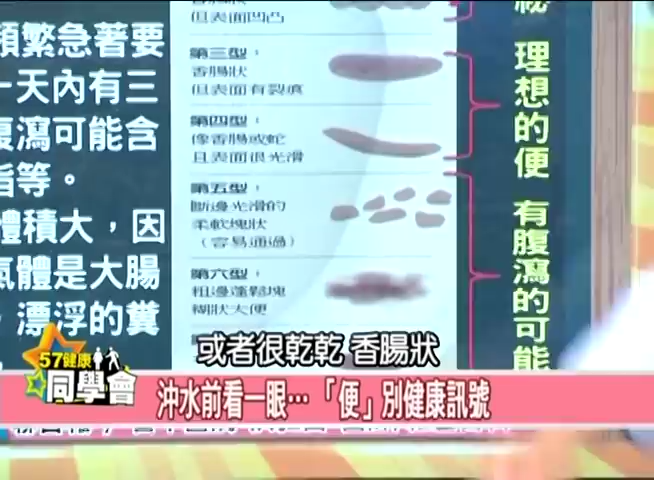 但表面凹凸
頻繁急著要
一天內有三
腹瀉可能含
脂等。
體積大，因
氣體是大腸
，漂浮的糞
第三型，
香腸狀
但表面有裂痕
第四型，
像香腸或蛇
且表面很光滑
第五型，
斷邊光滑的
柔軟塊狀
（容易通過）
第六型，
粗邊蓬鬆塊
糊狀大便
秘
理想的便
有腹瀉的可能
或者很乾乾 香腸狀
57健康
同學會
沖水前看一眼…「便」別健康訊號